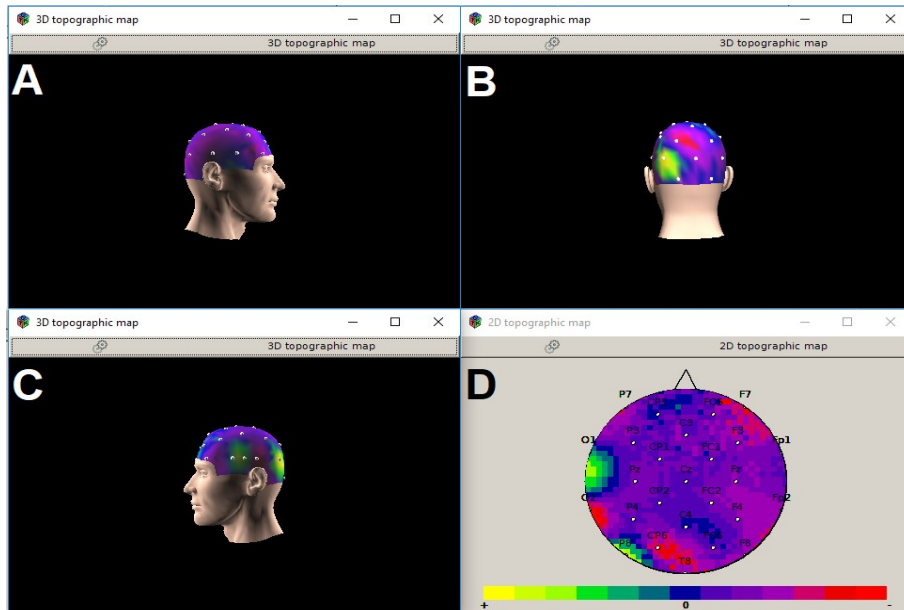 3D topographic map
3D topographic map
A
3D topographic map
3D topographic map
B
3D topographic map
3D topographic map
C
2D topographic map
2D topographic map
D
P7
F7
C3
P3
F3
O1
CP1
FC1
Fp1
Pz
Cz
Fz
CP2
FC2
Fp2
P4
C4
F4
P8
CP6
F8
T8
+
0
-